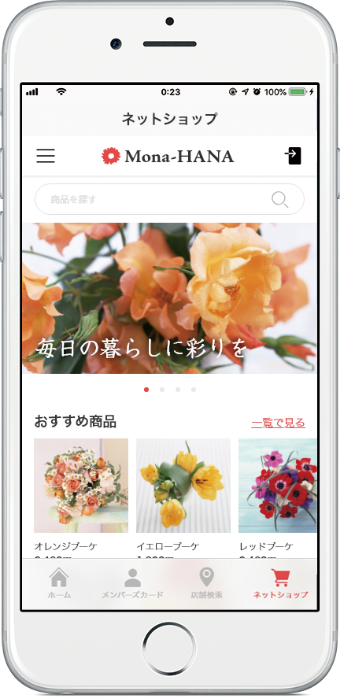 0:23
100%
ネットショップ
Mona-HANA
商品を探す
毎日の暮らしに彩りを
おすすめ商品
一覧で見る
オレンジブーケ
イエローブーケ
レッドブーケ
ホーム
メンバーズカード
店舗検索
ネットショップ